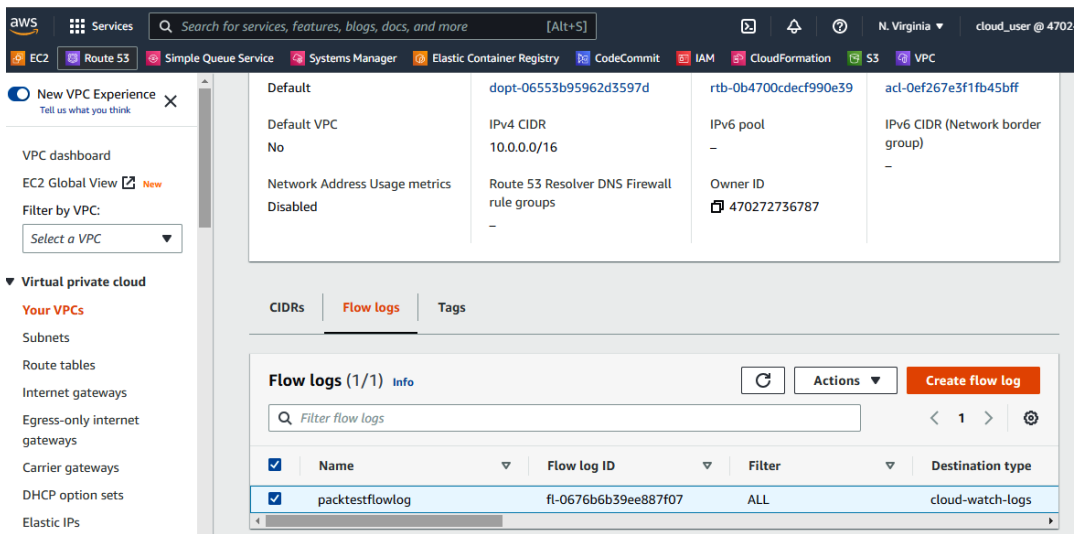 aws
Services
Search for services, features, blogs, docs, and more
[Alt+S]
N. Virginia
cloud_user @ 4702
EC2
Route 53
Simple Queue Service
Systems Manager
Elastic Container Registry
CodeCommit
IAM
CloudFormation
S3
VPC
New VPC Experience
Tell us what you think
VPC dashboard
EC2 Global View New
Filter by VPC:
Select a VPC
Virtual private cloud
Your VPCs
Subnets
Route tables
Internet gateways
Egress-only internet
gateways
Carrier gateways
DHCP option sets
Elastic IPs
Default
dopt-06553b95962d3597d
rtb-0b4700cdecf990e39
acl-0ef267e3f1fb45bff
Default VPC
No
IPv4 CIDR
10.0.0.0/16
IPv6 pool
–
IPv6 CIDR (Network border
group)
–
Network Address Usage metrics
Disabled
Route 53 Resolver DNS Firewall
rule groups
–
Owner ID
470272736787
CIDRs
Flow logs
Tags
Flow logs (1/1) Info
Actions
Create flow log
Filter flow logs
1
Name
Flow log ID
Filter
Destination type
packtestflowlog
fl-0676b6b39ee887f07
ALL
cloud-watch-logs